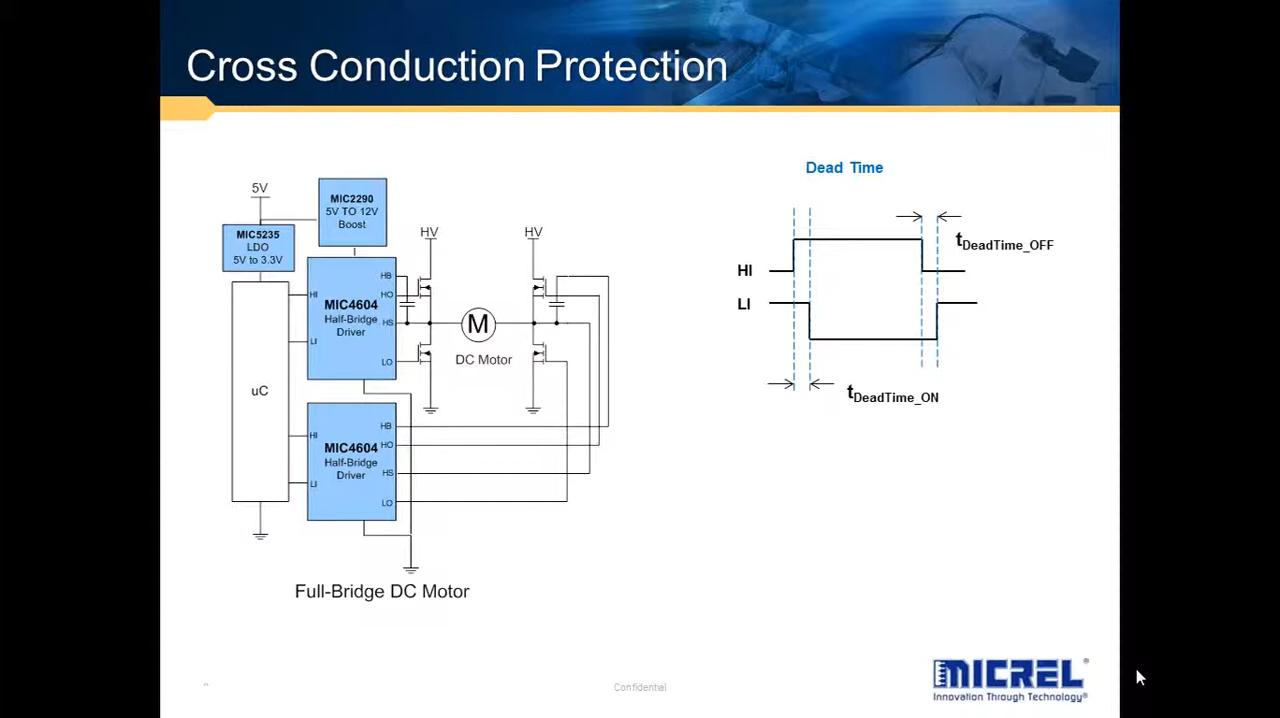 Cross Conduction Protection
5V
MIC2290
5V TO 12V
Boost
MIC5235
LDO
5V to 3.3V
HV
HV
HB
HI
HO
MIC4604
Half-Bridge
Driver
HS
LI
LO
M
DC Motor
uC
HB
HI
HO
MIC4604
Half-Bridge
Driver
HS
LI
LO
Full-Bridge DC Motor
Dead Time
tDeadTime_OFF
HI
LI
tDeadTime_ON
Confidential
MICREL®
Innovation Through Technology®